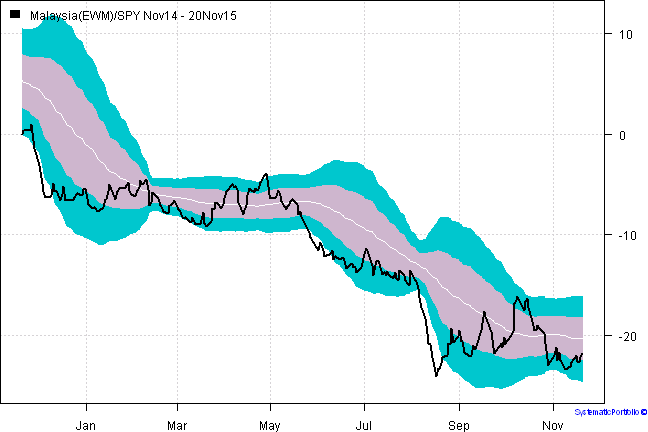 Malaysia(EWM)/SPY Nov14 - 20Nov15
10
0
-10
-20
Jan Mar May Jul Sep Nov
SystematicPortfolio ©